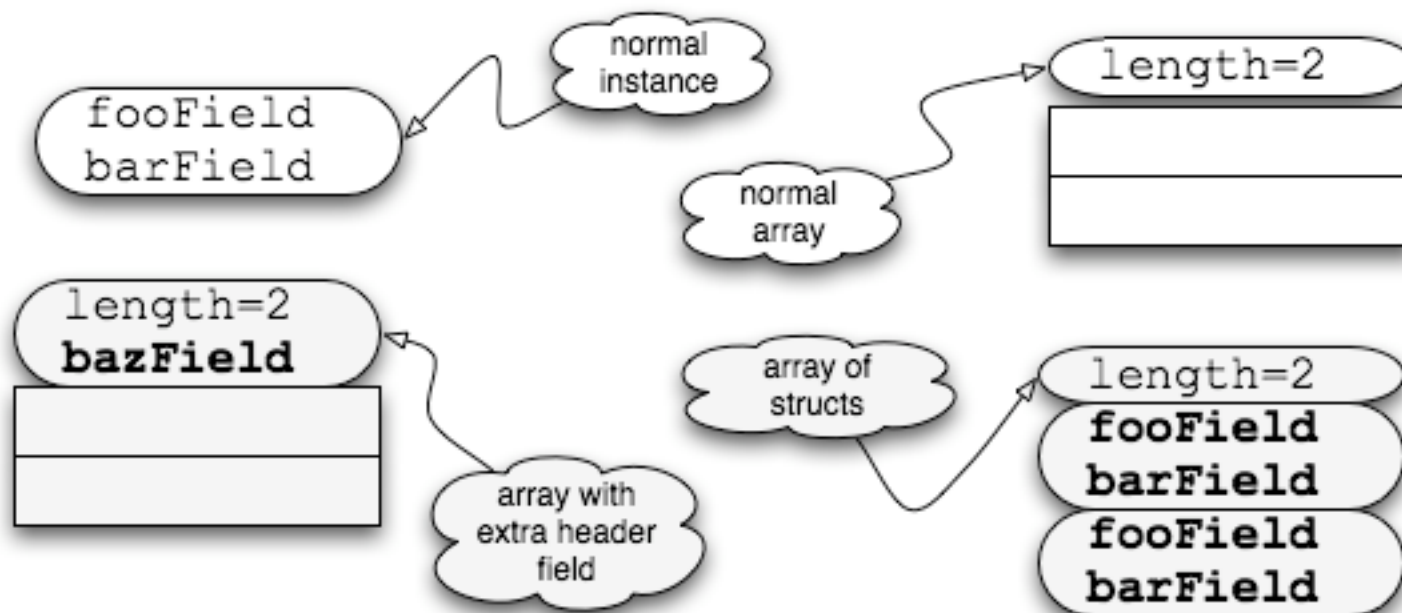 normal
instance
fooField
barField
length=2
normal
array
length=2
bazField
array with
extra header
field
array of
structs
length=2
fooField
barField
fooField
barField